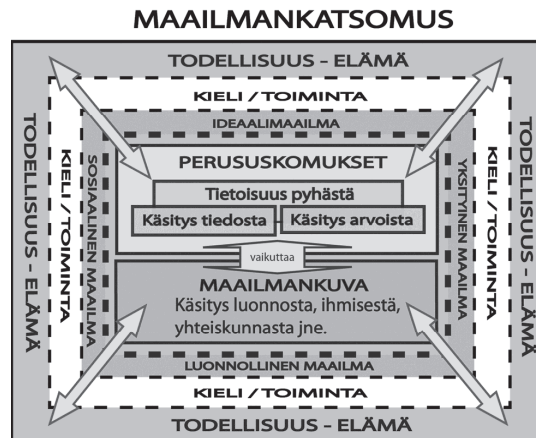 MAAILMANKATSOMUS
TODELLISUUS - ELÄMÄ
KIELI / TOIMINTA
IDEAALIMAAILMA
TODELLISUUS - ELÄMÄ
KIELI / TOIMINTA
SOSIAALINEN MAAILMA
PERUSUSKOMUKSET
Tietoisuus pyhästä
Käsitys tiedosta
Käsitys arvoista
vaikuttaa
MAAILMANKUVA
Käsitys luonnosta, ihmisestä,
yhteiskunnasta jne.
YKSITYINEN MAAILMA
KIELI / TOIMINTA
TODELLISUUS - ELÄMÄ
LUONNOLLINEN MAAILMA
KIELI / TOIMINTA
TODELLISUUS - ELÄMÄ